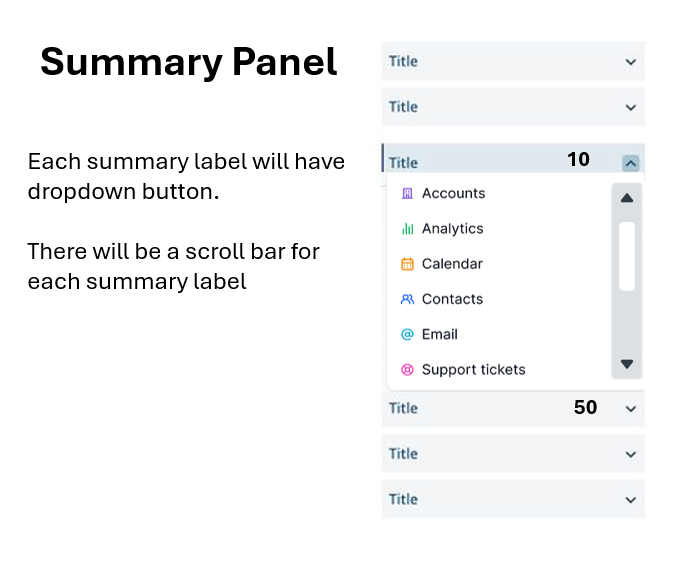 Summary Panel
Each summary label will have
dropdown button.
There will be a scroll bar for
each summary label
Title
Title
Title 10
Accounts
Analytics
Calendar
Contacts
Email
Support tickets
Title 50
Title
Title